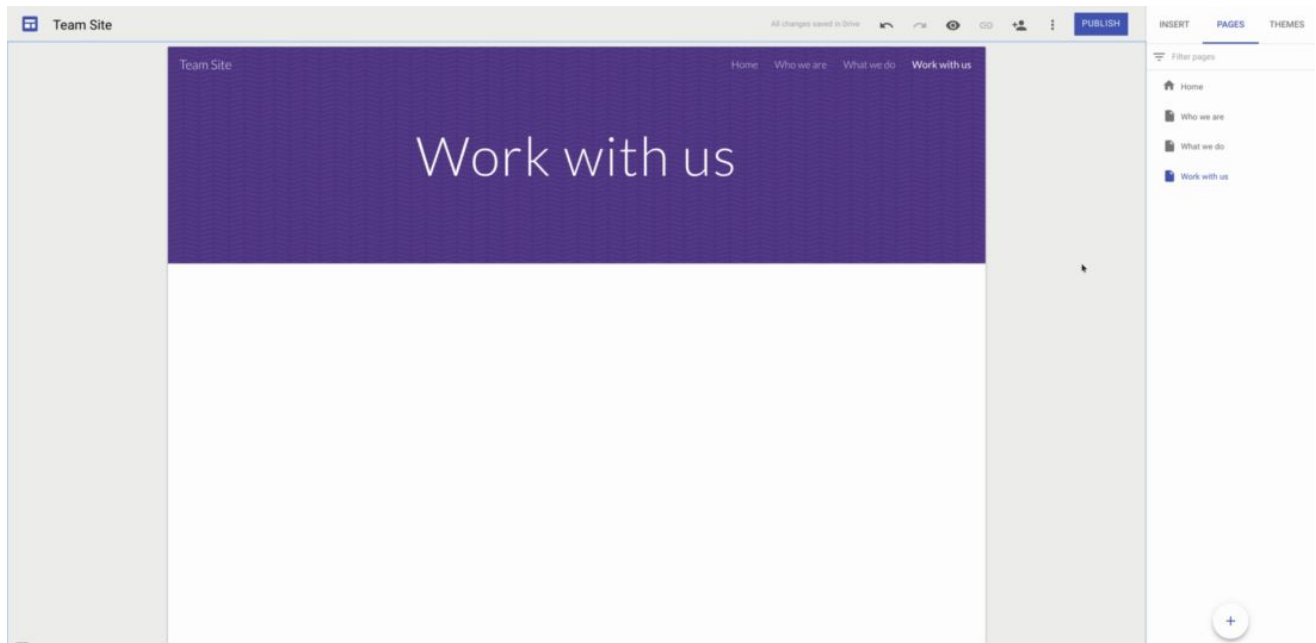 Team Site
All changes saved in Drive
PUBLISH
INSERT PAGES THEMES
Filter pages
Home
Who we are
What we do
Work with us
Team Site
Home Who we are What we do Work with us
Work with us